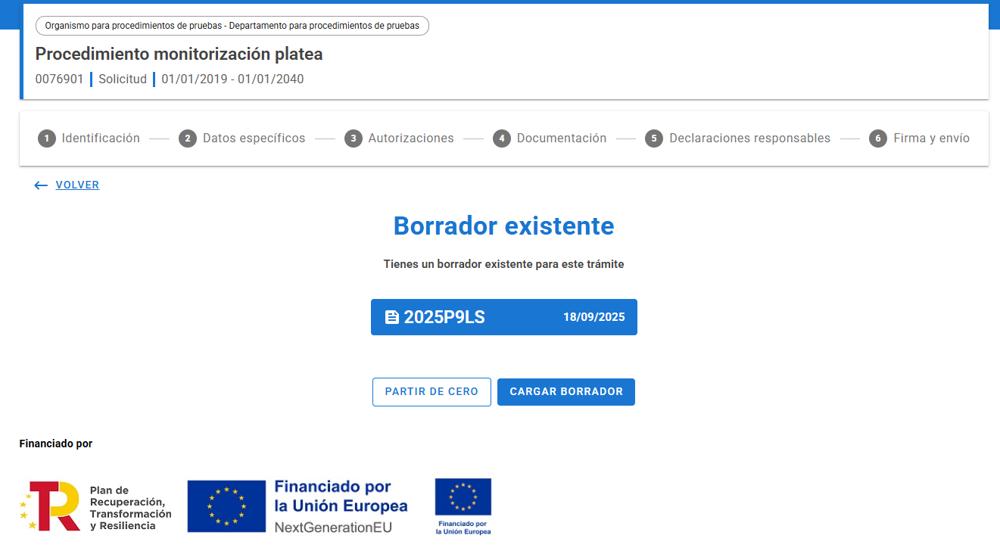 Organismo para procedimientos de pruebas - Departamento para procedimientos de pruebas
Procedimiento monitorización platea
0076901 | Solicitud | 01/01/2019 - 01/01/2040
1 Identificación 2 Datos específicos 3 Autorizaciones 4 Documentación 5 Declaraciones responsables 6 Firma y envío
VOLVER
Borrador existente
Tienes un borrador existente para este trámite
2025P9LS 18/09/2025
PARTIR DE CERO CARGAR BORRADOR
Financiado por
Plan de
Recuperación,
Transformación
y Resiliencia
Financiado por
la Unión Europea
NextGenerationEU
Financiado por
la Unión Europea